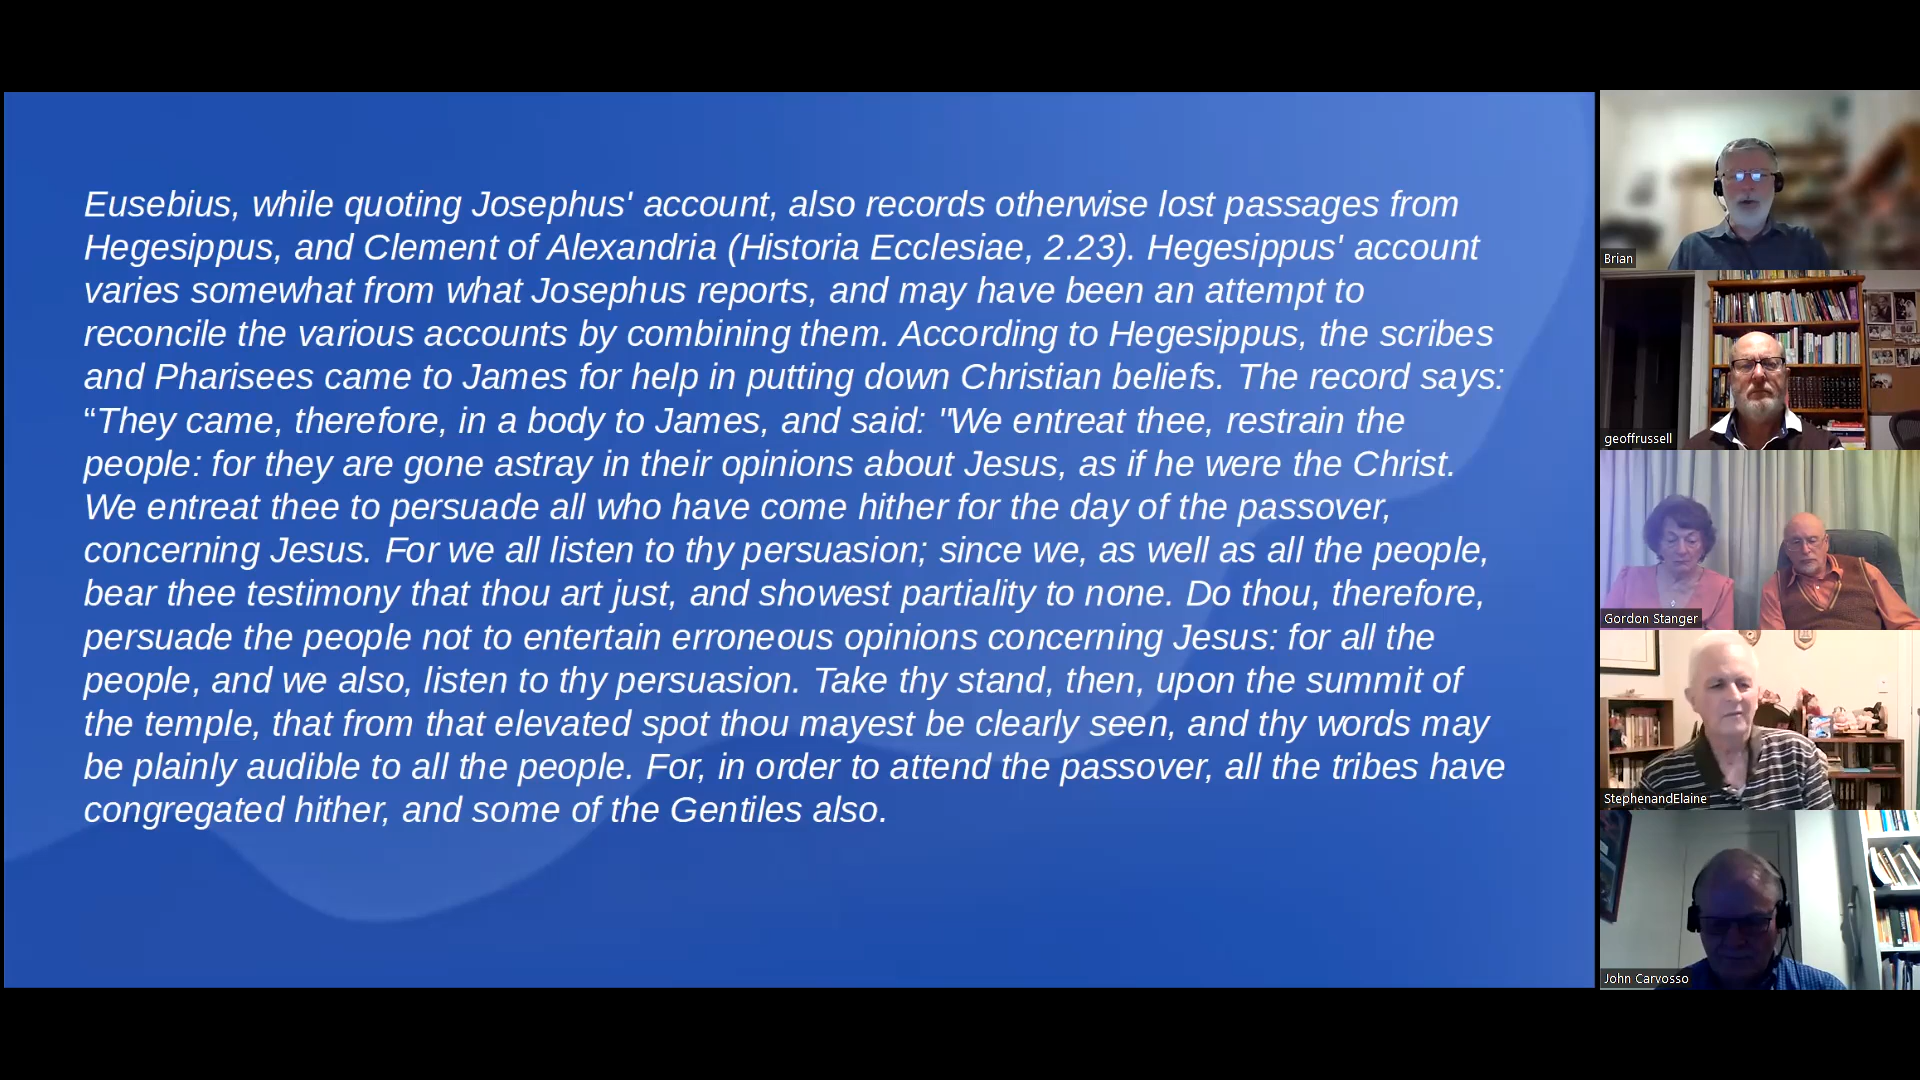 Eusebius, while quoting Josephus' account, also records otherwise lost passages from
Hegesippus, and Clement of Alexandria (Historia Ecclesiae, 2.23). Hegesippus' account
varies somewhat from what Josephus reports, and may have been an attempt to
reconcile the various accounts by combining them. According to Hegesippus, the scribes
and Pharisees came to James for help in putting down Christian beliefs. The record says:
“They came, therefore, in a body to James, and said: "We entreat thee, restrain the
people: for they are gone astray in their opinions about Jesus, as if he were the Christ.
We entreat thee to persuade all who have come hither for the day of the passover,
concerning Jesus. For we all listen to thy persuasion; since we, as well as all the people,
bear thee testimony that thou art just, and showest partiality to none. Do thou, therefore,
persuade the people not to entertain erroneous opinions concerning Jesus: for all the
people, and we also, listen to thy persuasion. Take thy stand, then, upon the summit of
the temple, that from that elevated spot thou mayest be clearly seen, and thy words may
be plainly audible to all the people. For, in order to attend the passover, all the tribes have
congregated hither, and some of the Gentiles also.
Brian
geoffrussell
Gordon Stanger
StephenandElaine
John Carvosso